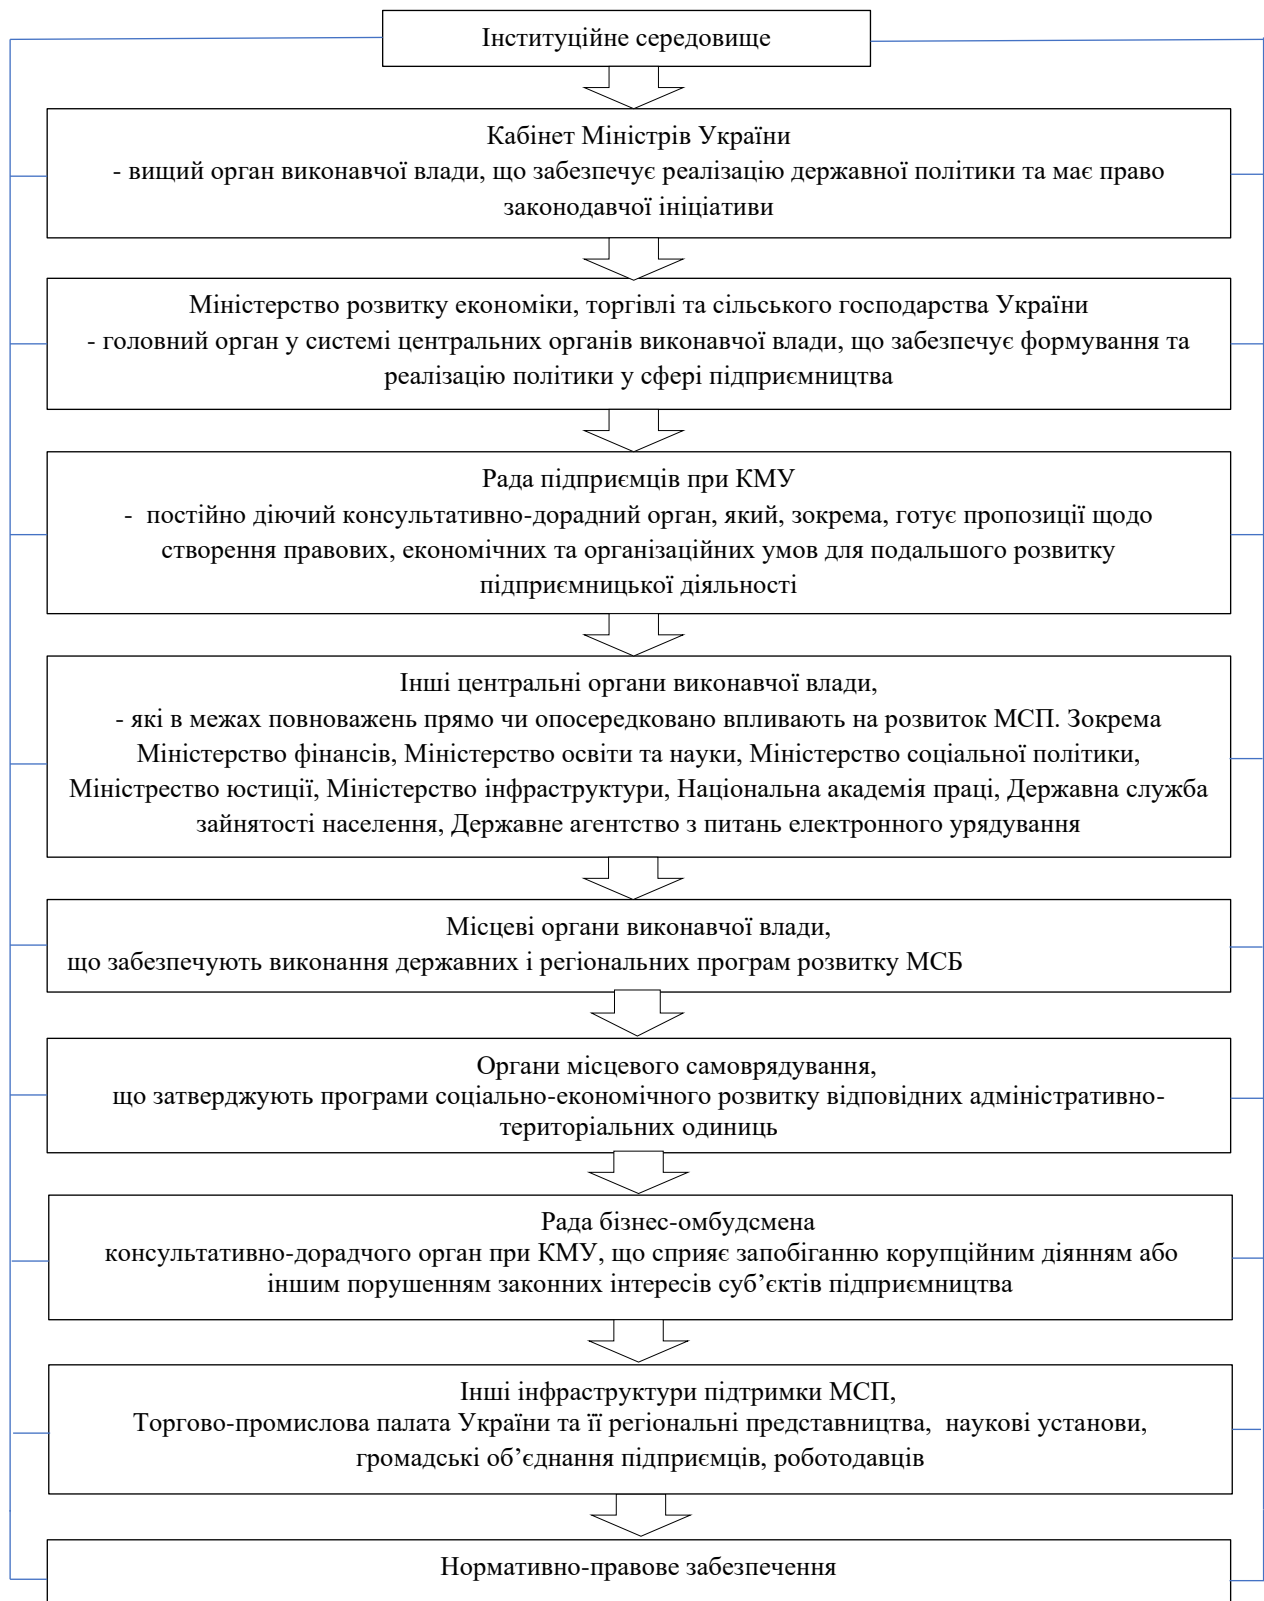 Інституційне середовище
Кабінет Міністрів України
- вищий орган виконавчої влади, що забезпечує реалізацію державної політики та має право
законодавчої ініціативи
Міністерство розвитку економіки, торгівлі та сільського господарства України
- головний орган у системі центральних органів виконавчої влади, що забезпечує формування та
реалізацію політики у сфері підприємництва
Рада підприємців при КМУ
- постійно діючий консультативно-дорадний орган, який, зокрема, готує пропозиції щодо
створення правових, економічних та організаційних умов для подальшого розвитку
підприємницької діяльності
Інші центральні органи виконавчої влади,
- які в межах повноважень прямо чи опосередковано впливають на розвиток МСП. Зокрема
Міністерство фінансів, Міністерство освіти та науки, Міністерство соціальної політики,
Міністрество юстиції, Міністерство інфраструктури, Національна академія праці, Державна служба
зайнятості населення, Державне агентство з питань електронного урядування
Місцеві органи виконавчої влади,
що забезпечують виконання державних і регіональних програм розвитку МСБ
Органи місцевого самоврядування,
що затверджують програми соціально-економічного розвитку відповідних адміністративно-
територіальних одиниць
Рада бізнес-омбудсмена
консультативно-дорадчого орган при КМУ, що сприяє запобіганню корупційним діянням або
іншим порушенням законних інтересів суб’єктів підприємництва
Інші інфраструктури підтримки МСП,
Торгово-промислова палата України та її регіональні представництва, наукові установи,
громадські об’єднання підприємців, роботодавців
Нормативно-правове забезпечення